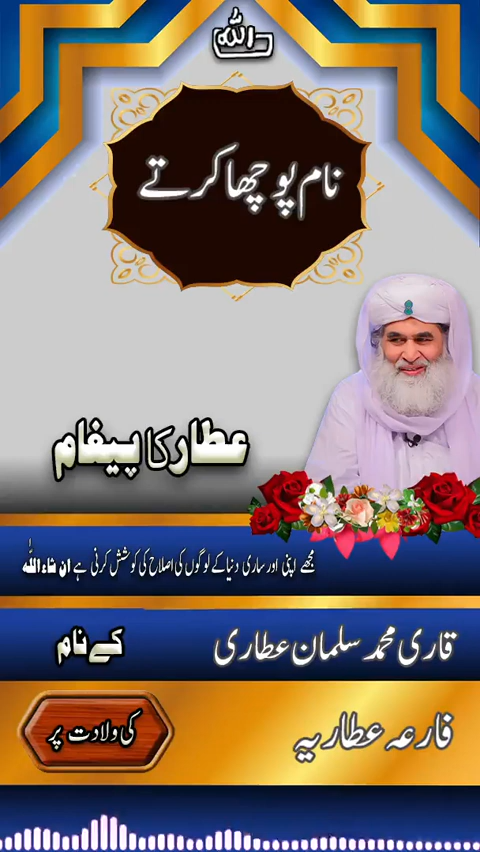 الله
نام پوچھا کرتے
عطار کا پیغام
مجھے اپنی اور ساری دنیا کے لوگوں کی اصلاح کی کوشش کرنی ہے ان شاء اللہ
قاری محمد سلمان عطاری کے نام
فارعہ عطاریہ کی ولادت پر